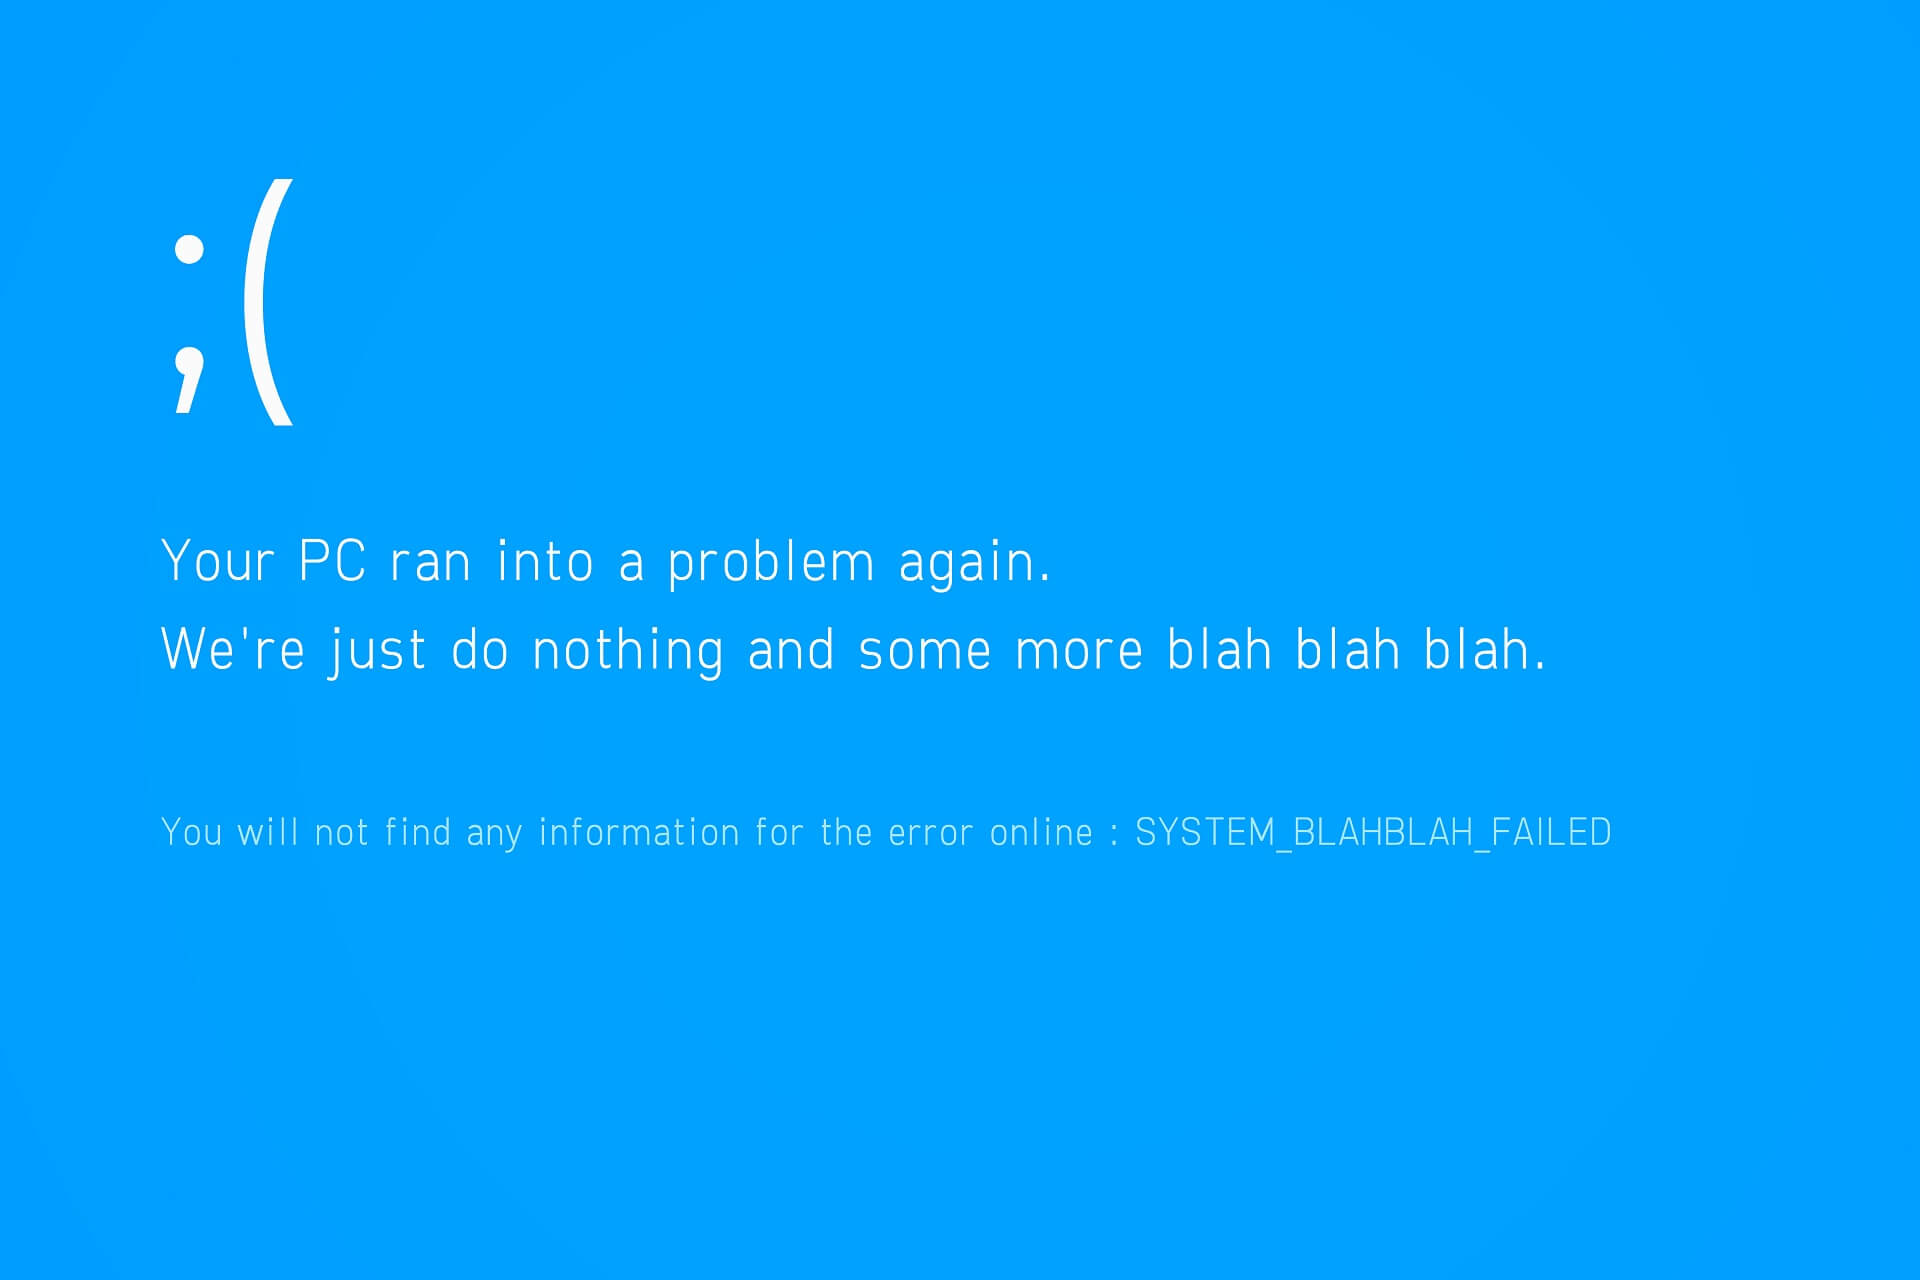 ;(
Your PC ran into a problem again.
We're just do nothing and some more blah blah blah.
You will not find any information for the error online : SYSTEM_BLAHBLAH_FAILED